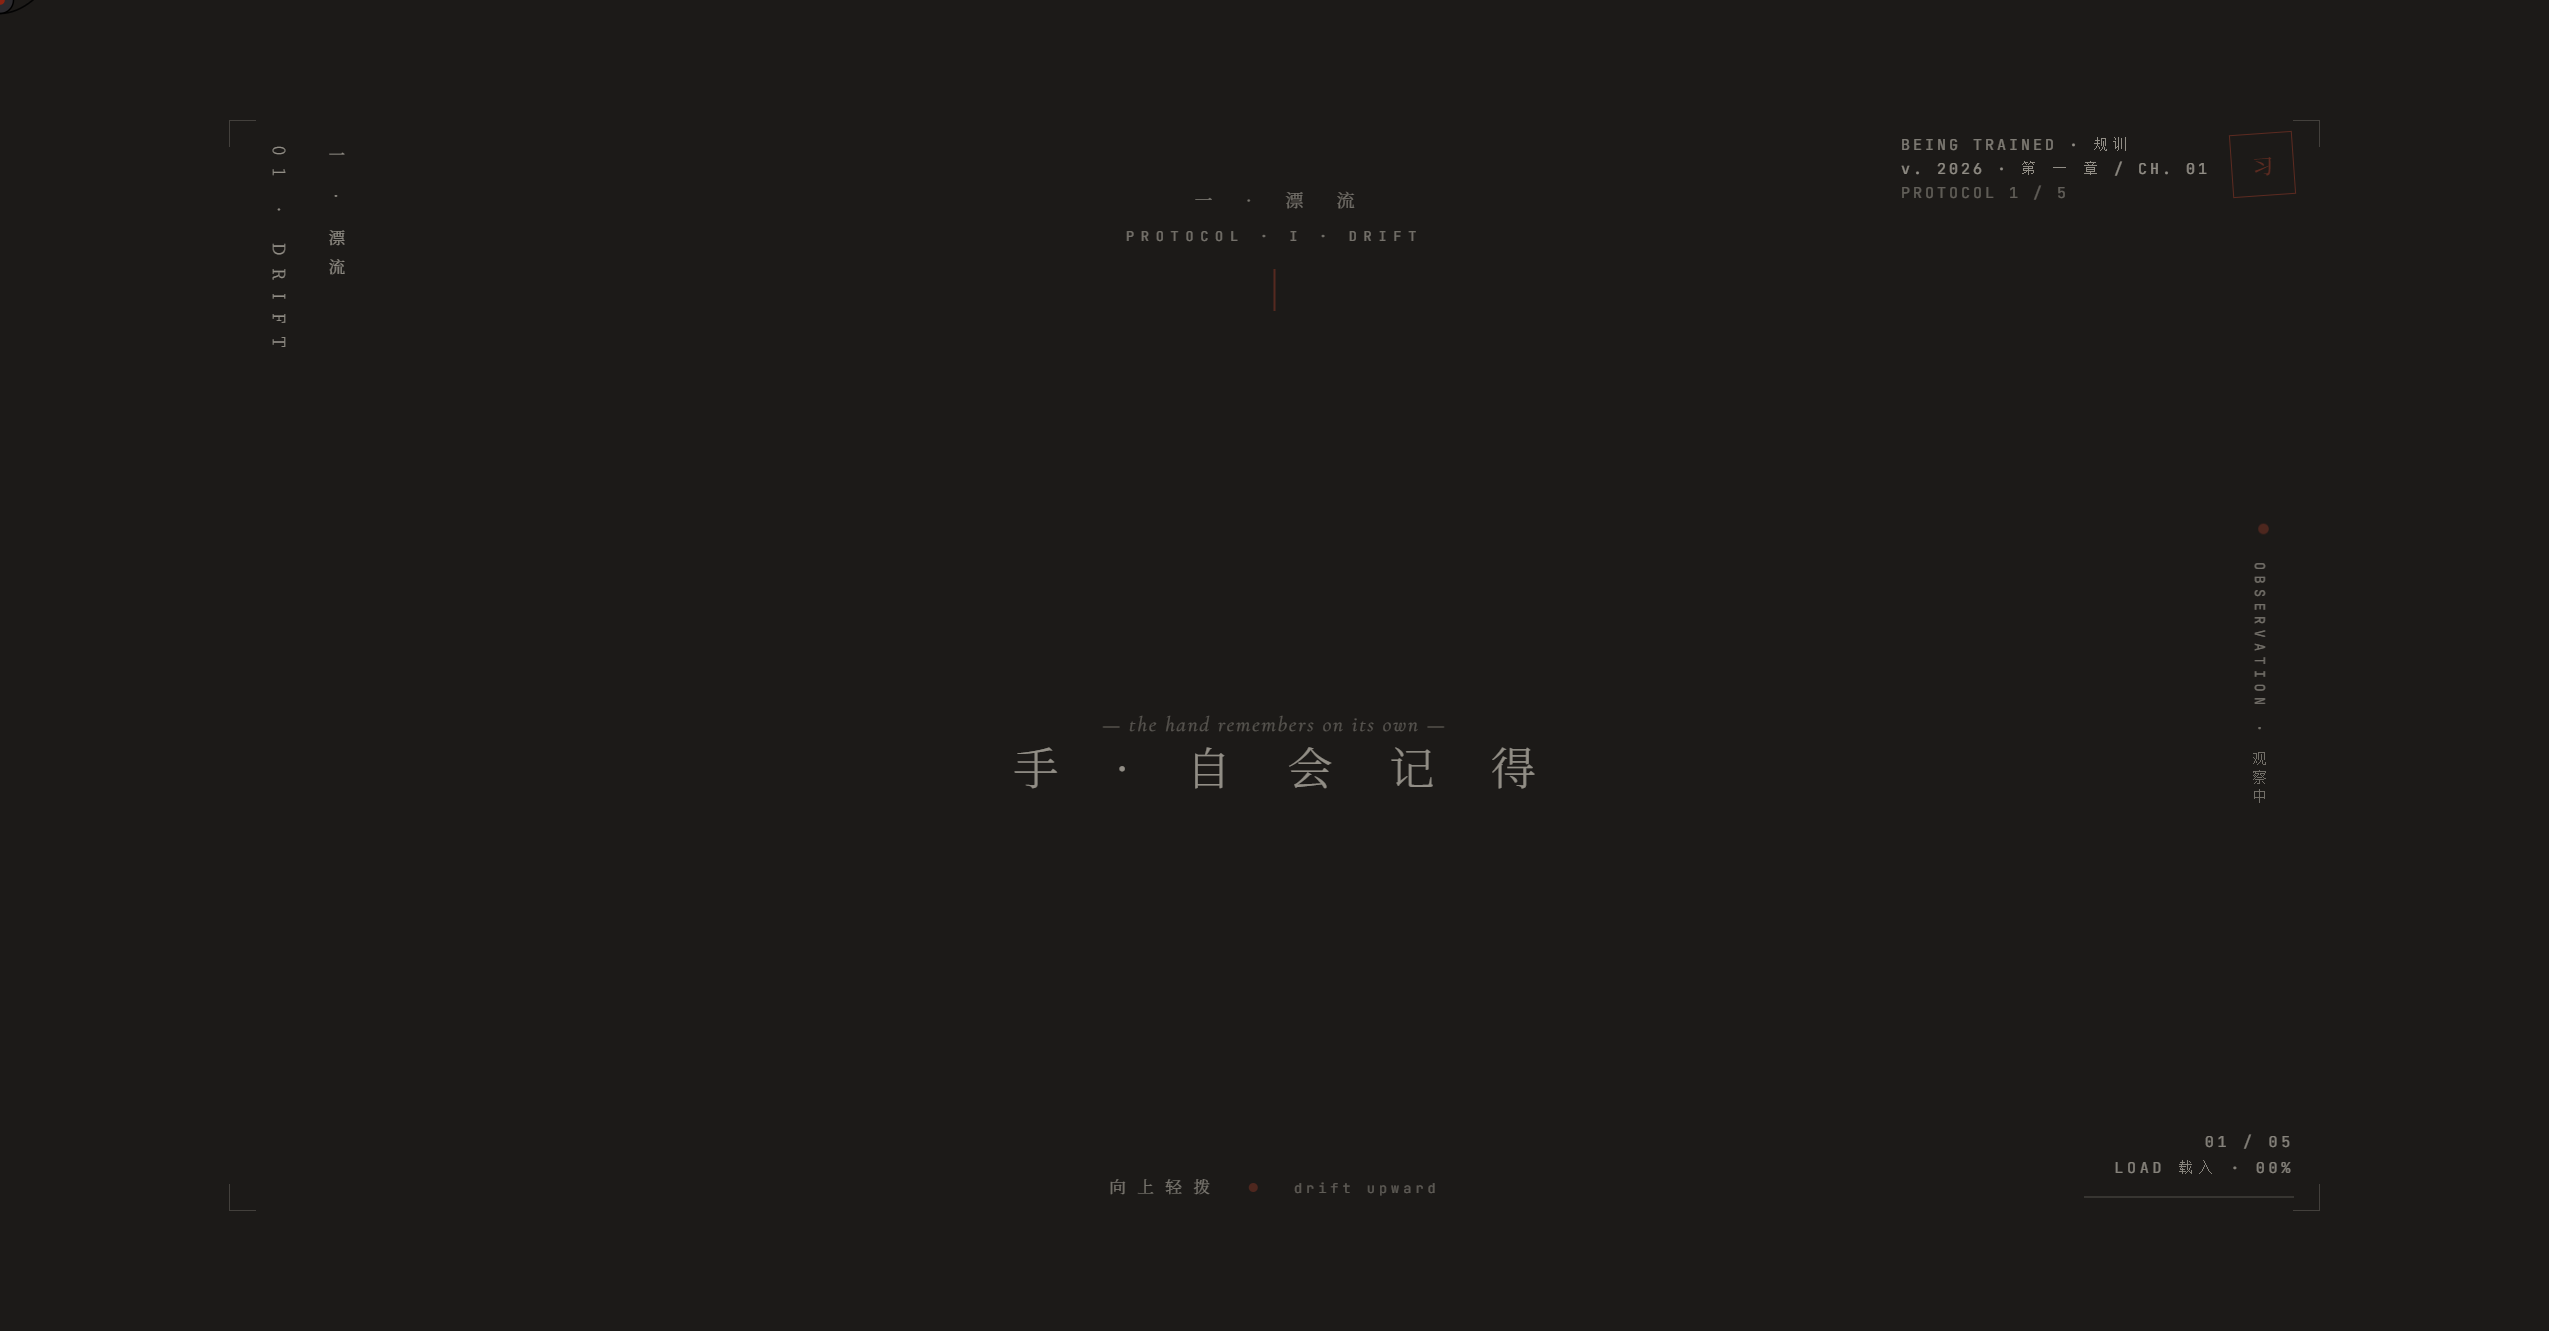 01 · DRIFT
一 · 漂流
一 · 漂流
PROTOCOL · I · DRIFT
BEING TRAINED · 规训
v. 2026 · 第 一 章 / CH. 01
PROTOCOL 1 / 5
习
OBSERVATION · 观察中
— the hand remembers on its own —
手 · 自会记得
向上轻拨 ● drift upward
01 / 05
LOAD 载入 · 00%